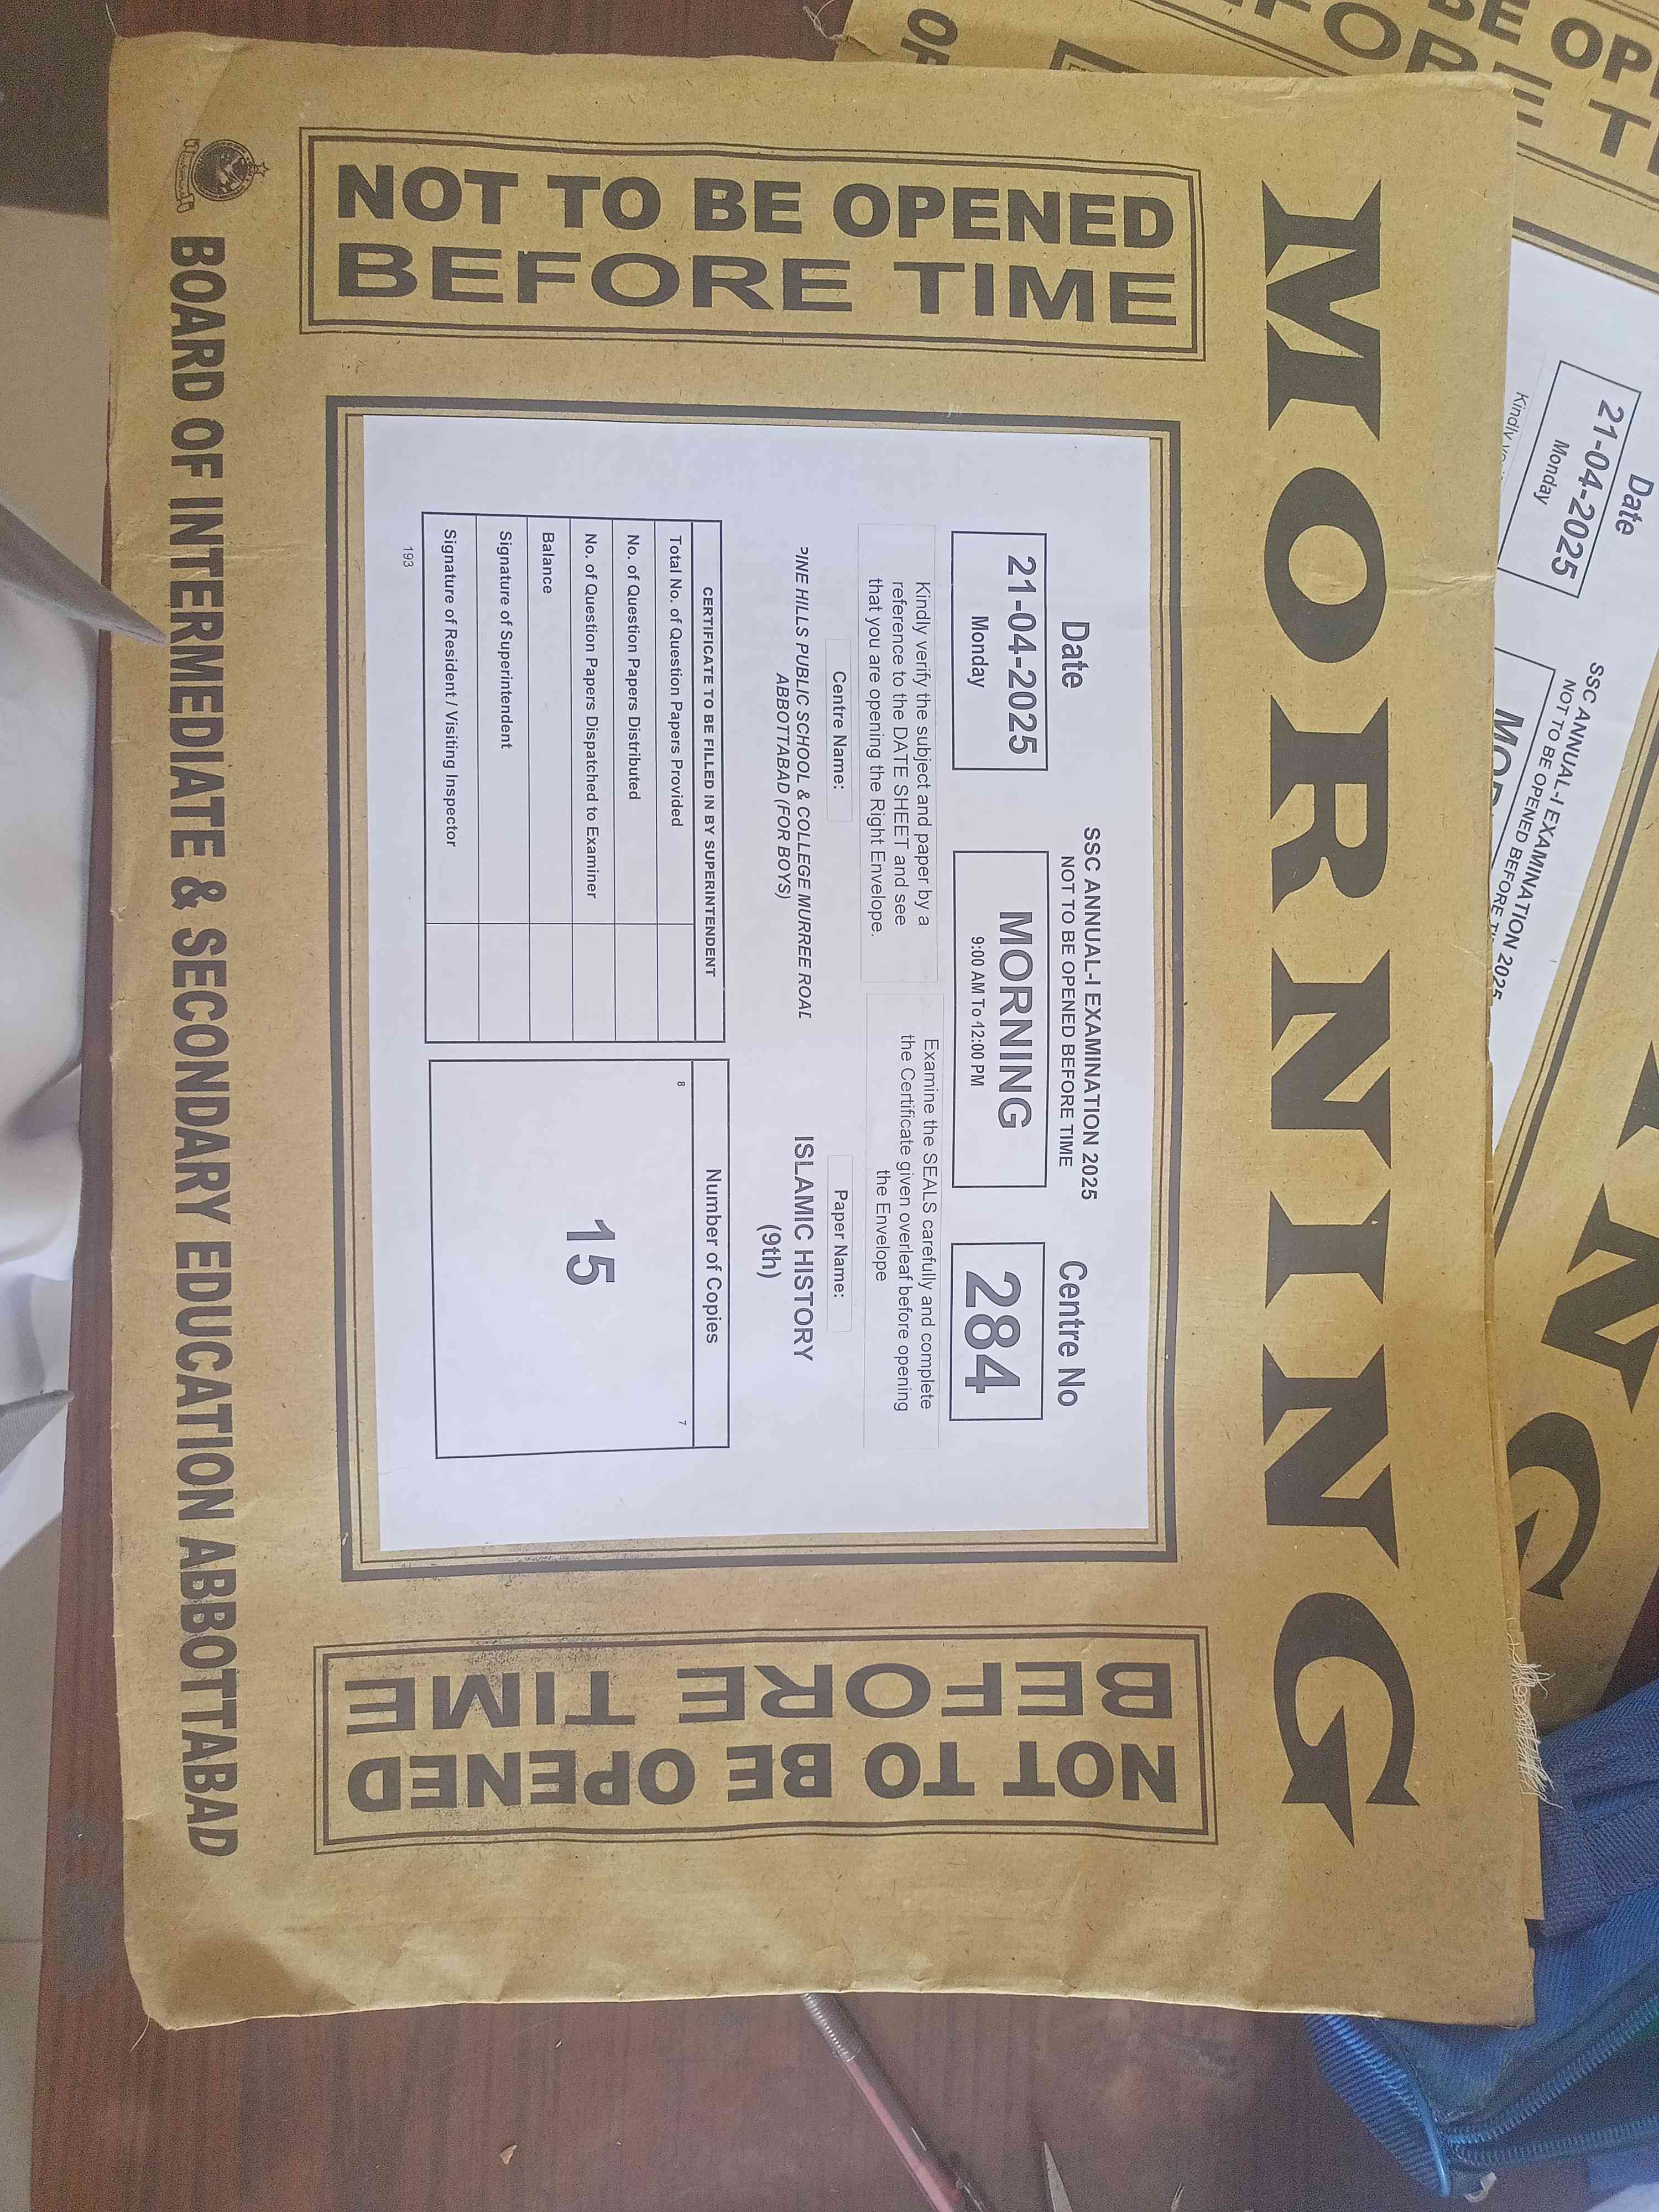 MORNING
NOT TO BE OPENED
BEFORE TIME
Date
21-04-2025
Monday
SSC ANNUAL-I EXAMINATION 2025
NOT TO BE OPENED BEFORE TIME
MORNING
9:00 AM To 12:00 PM
Centre No
284
Kindly verify the subject and paper by a
reference to the DATE SHEET and see
that you are opening the Right Envelope.
Examine the SEALS carefully and complete
the Certificate given overleaf before opening
the Envelope
Centre Name:
HILLS PUBLIC SCHOOL & COLLEGE MURREE
ABBOTTABAD (FOR BOYS)
Paper Name:
ISLAMIC HISTORY
(9th)
CERTIFICATE TO BE FILLED IN BY SUPERINTENDENT
Total No. of Question Papers Provided
No. of Question Papers Distributed
No. of Question Papers Dispatched to Examiner
Balance
Signature of Superintendent
Signature of Resident / Visiting Inspector
193
Number of Copies
8
7
15
NOT TO BE OPENED
BEFORE TIME
BOARD OF INTERMEDIATE & SECONDARY EDUCATION ABBOTTABAD
BE
Date
21-04-2025
Monday
Kindly
SSC ANNUAL-I EXAMINATION 2025
NOT TO BE OPENED BEFORE